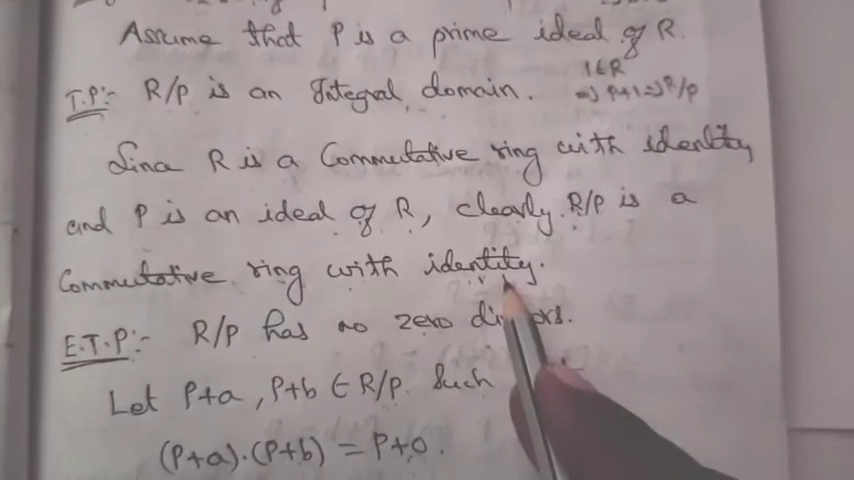 Assume that P is a prime ideal of R.
1∈R
T.P:- R/P is an Integral domain.
⇒ P+1 ⇒ R/P
Since R is a Commutative ring with identity
and P is an ideal of R, clearly R/P is a
Commutative ring with identity.
E.T.P:- R/P has no zero divisors.
Let P+a, P+b ∈ R/P. Such
(P+a).(P+b) = P+0.